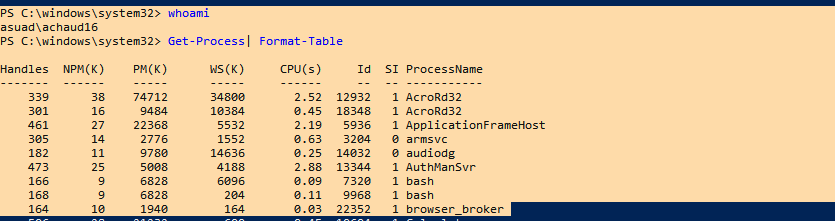 PS C:\windows\system32> whoami
asuad\achaud16
PS C:\windows\system32> Get-Process| Format-Table
Handles  NPM(K)    PM(K)      WS(K)     CPU(s)     Id  SI ProcessName
-------  ------    -----      -----     ------     --  -- -----------
    339      38    74712      34800       2.52  12932   1 AcroRd32
    301      16     9484      10384       0.45  18348   1 AcroRd32
    461      27    22368       5532       2.19   5936   1 ApplicationFrameHost
    305      14     2776       1552       0.63   3204   0 armsvc
    182      11     9780      14636       0.25  14032   0 audiodg
    473      25     5008       4188       2.88  13344   1 AuthManSvr
    166       9     6828       6096       0.09   7320   1 bash
    168       9     6828        204       0.11   9968   1 bash
    164      10     1940        164       0.03  22352   1 browser_broker